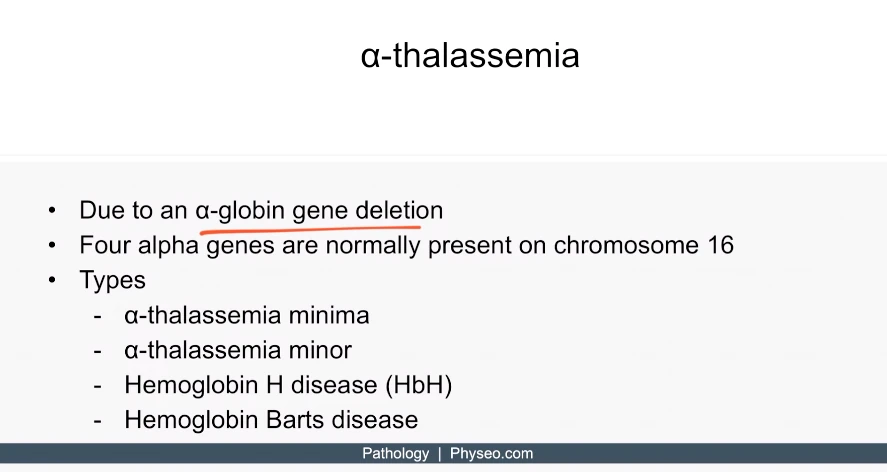 α-thalassemia
• Due to an α-globin gene deletion
• Four alpha genes are normally present on chromosome 16
• Types
- α-thalassemia minima
- α-thalassemia minor
- Hemoglobin H disease (HbH)
- Hemoglobin Barts disease
Pathology | Physeo.com